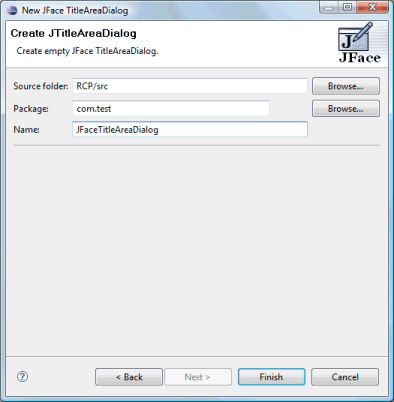 New JFace TitleAreaDialog
Create JTitleAreaDialog
Create empty JFace TitleAreaDialog.
J
JFace
Source folder: RCP/src Browse...
Package: com.test Browse...
Name: JFaceTitleAreaDialog
? < Back Next > Finish Cancel